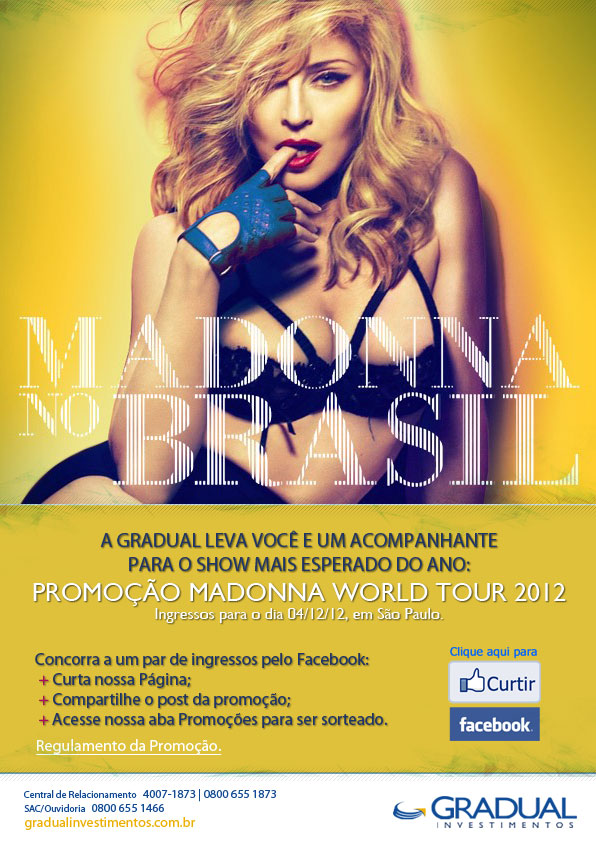 MADONNA
NO BRASIL
A GRADUAL LEVA VOCÊ E UM ACOMPANHANTE
PARA O SHOW MAIS ESPERADO DO ANO:
PROMOÇÃO MADONNA WORLD TOUR 2012
Ingressos para o dia 04/12/12, em São Paulo.
Concorra a um par de ingressos pelo Facebook:
+ Curta nossa Página;
+ Compartilhe o post da promoção;
+ Acesse nossa aba Promoções para ser sorteado.
Regulamento da Promoção.
Clique aqui para
Curtir
facebook.
Central de Relacionamento 4007-1873 | 0800 655 1873
SAC/Ouvidoria 0800 655 1466
gradualinvestimentos.com.br
GRADUAL
INVESTIMENTOS